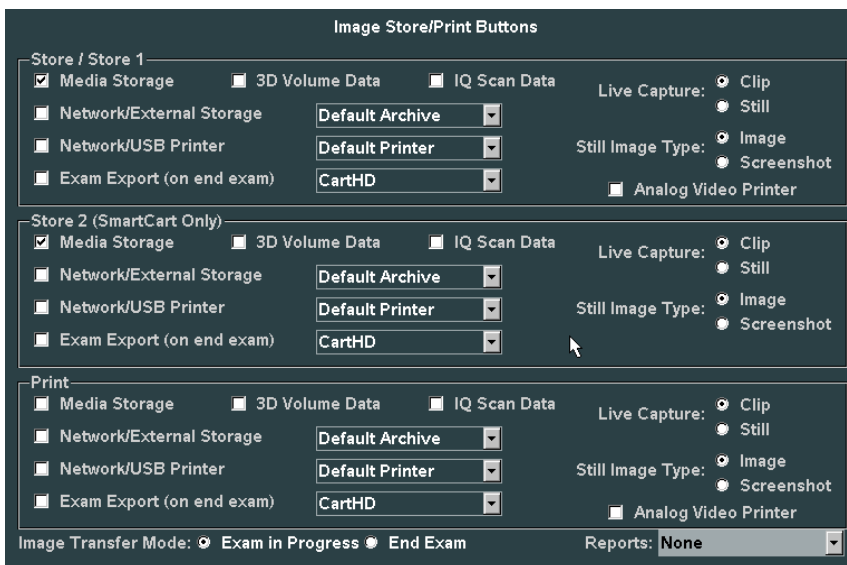 Image Store/Print Buttons
Store / Store 1
Media Storage 3D Volume Data IQ Scan Data Live Capture: Clip
Still
Network/External Storage Default Archive
Network/USB Printer Default Printer Still Image Type: Image
Screenshot
Exam Export (on end exam) CartHD
Analog Video Printer
Store 2 (SmartCart Only)
Media Storage 3D Volume Data IQ Scan Data Live Capture: Clip
Still
Network/External Storage Default Archive
Network/USB Printer Default Printer Still Image Type: Image
Screenshot
Exam Export (on end exam) CartHD
Print
Media Storage 3D Volume Data IQ Scan Data Live Capture: Clip
Still
Network/External Storage Default Archive
Network/USB Printer Default Printer Still Image Type: Image
Screenshot
Exam Export (on end exam) CartHD
Analog Video Printer
Image Transfer Mode: Exam in Progress End Exam Reports: None